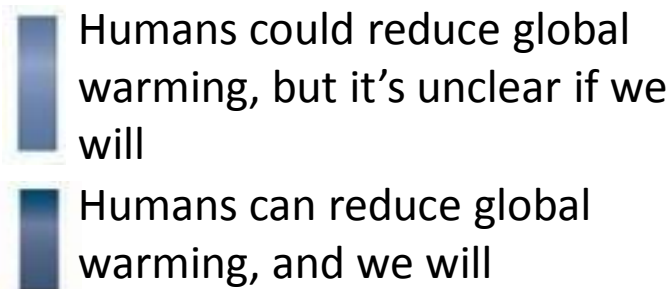 Humans could reduce global
warming, but it’s unclear if we
will
Humans can reduce global
warming, and we will